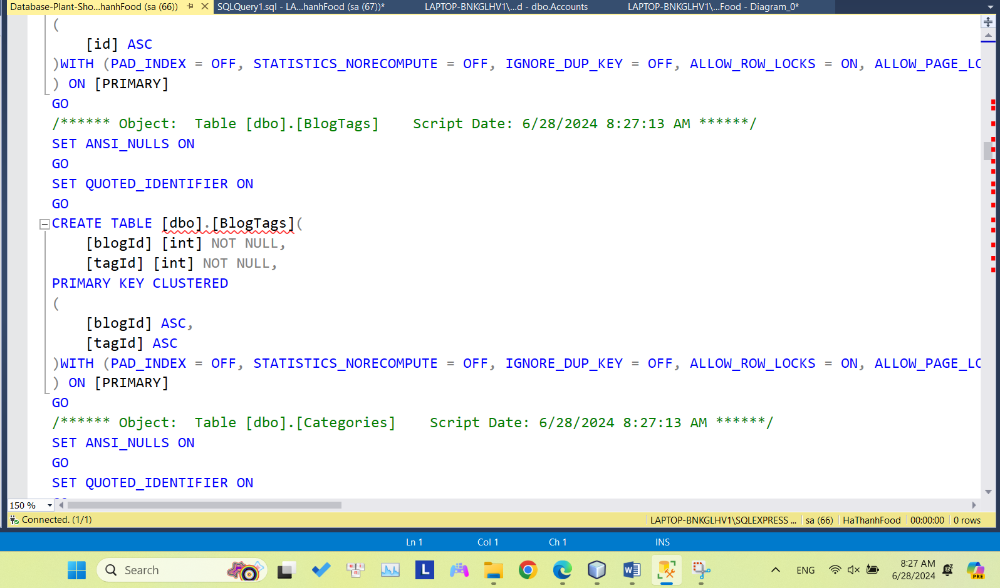 Database-Plant-Sho...hanhFood (sa (66)) SQLQuery1.sql - LA...hanhFood (sa (67))* LAPTOP-BNKGLHV1\...d - dbo.Accounts LAPTOP-BNKGLHV1\...Food - Diagram_0*
(
[id] ASC
)WITH (PAD_INDEX = OFF, STATISTICS_NORECOMPUTE = OFF, IGNORE_DUP_KEY = OFF, ALLOW_ROW_LOCKS = ON, ALLOW_PAGE_LO
) ON [PRIMARY]
GO
/****** Object:  Table [dbo].[BlogTags]    Script Date: 6/28/2024 8:27:13 AM ******/
SET ANSI_NULLS ON
GO
SET QUOTED_IDENTIFIER ON
GO
CREATE TABLE [dbo].[BlogTags](
[blogId] [int] NOT NULL,
[tagId] [int] NOT NULL,
PRIMARY KEY CLUSTERED
(
[blogId] ASC,
[tagId] ASC
)WITH (PAD_INDEX = OFF, STATISTICS_NORECOMPUTE = OFF, IGNORE_DUP_KEY = OFF, ALLOW_ROW_LOCKS = ON, ALLOW_PAGE_LO
) ON [PRIMARY]
GO
/****** Object:  Table [dbo].[Categories]    Script Date: 6/28/2024 8:27:13 AM ******/
SET ANSI_NULLS ON
GO
SET QUOTED_IDENTIFIER ON
150 %
Connected. (1/1) LAPTOP-BNKGLHV1\SQLEXPRESS ... sa (66) HaThanhFood 00:00:00 0 rows
Ln 1 Col 1 Ch 1 INS
Search L ENG 8:27 AM
6/28/2024
PRE